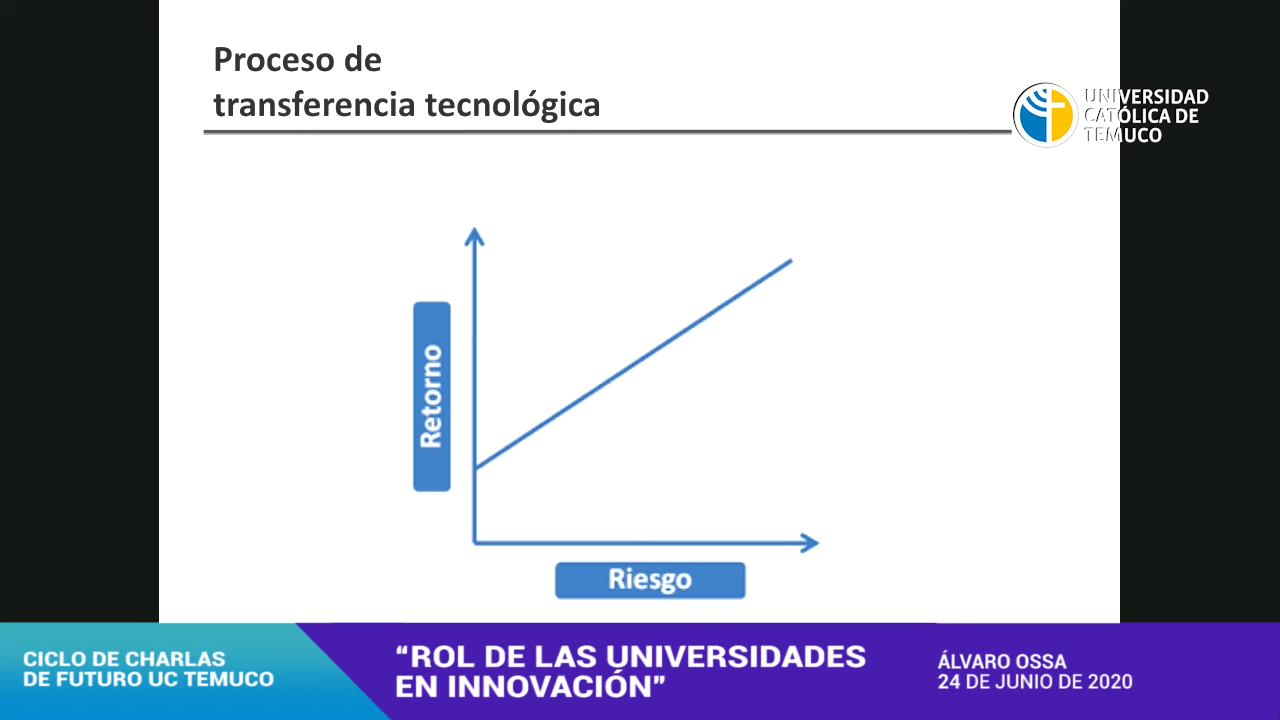 Proceso de
transferencia tecnológica
UNIVERSIDAD
CATÓLICA DE
TEMUCO
Retorno
Riesgo
CICLO DE CHARLAS
DE FUTURO UC TEMUCO
“ROL DE LAS UNIVERSIDADES
EN INNOVACIÓN”
ÁLVARO OSSA
24 DE JUNIO DE 2020